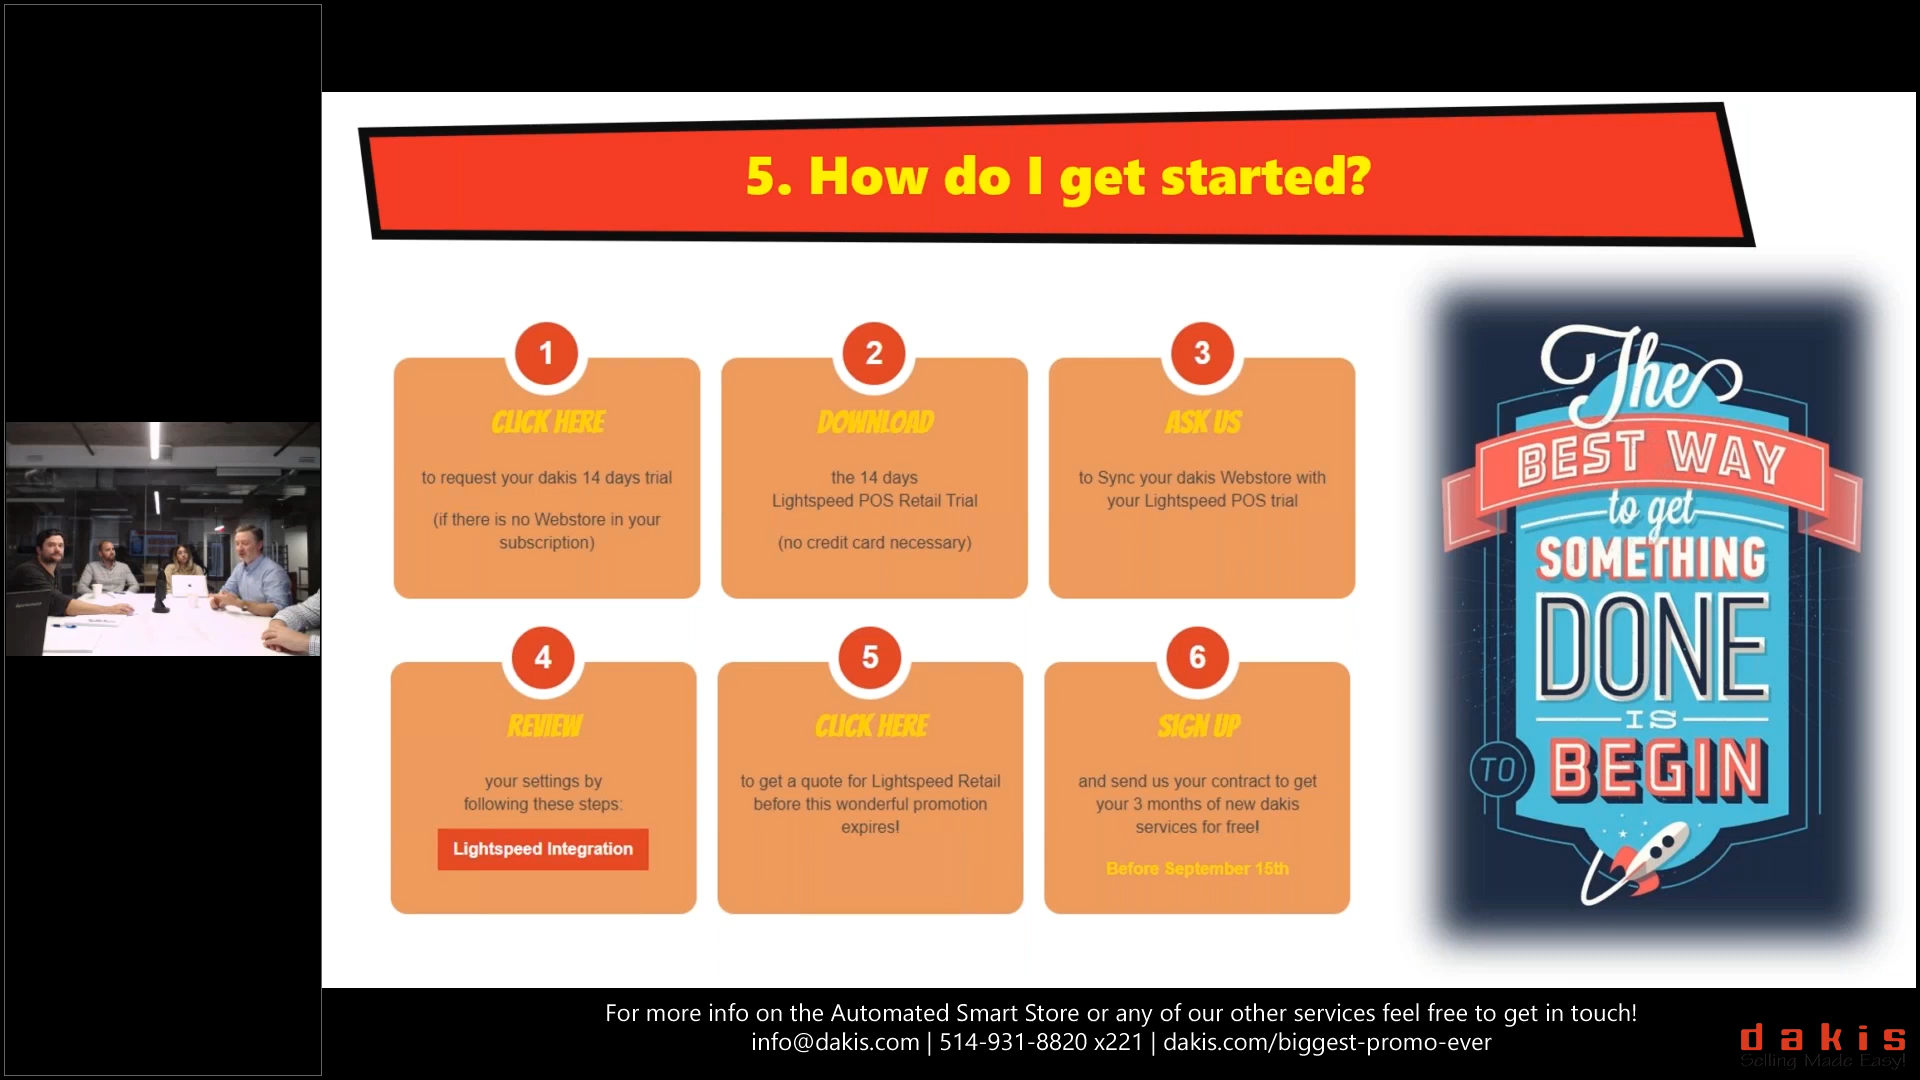 5. How do I get started?
1
CLICK HERE
to request your dakis 14 days trial
(if there is no Webstore in your
subscription)
2
DOWNLOAD
the 14 days
Lightspeed POS Retail Trial
(no credit card necessary)
3
ASK US
to Sync your dakis Webstore with
your Lightspeed POS trial
4
REVIEW
your settings by
following these steps:
Lightspeed Integration
5
CLICK HERE
to get a quote for Lightspeed Retail
before this wonderful promotion
expires!
6
SIGN UP
and send us your contract to get
your 3 months of new dakis
services for free!
Before September 15th
The
BEST WAY
to get
SOMETHING
DONE
IS
TO BEGIN
For more info on the Automated Smart Store or any of our other services feel free to get in touch!
info@dakis.com | 514-931-8820 x221 | dakis.com/biggest-promo-ever
dakis
Selling Made Easy!